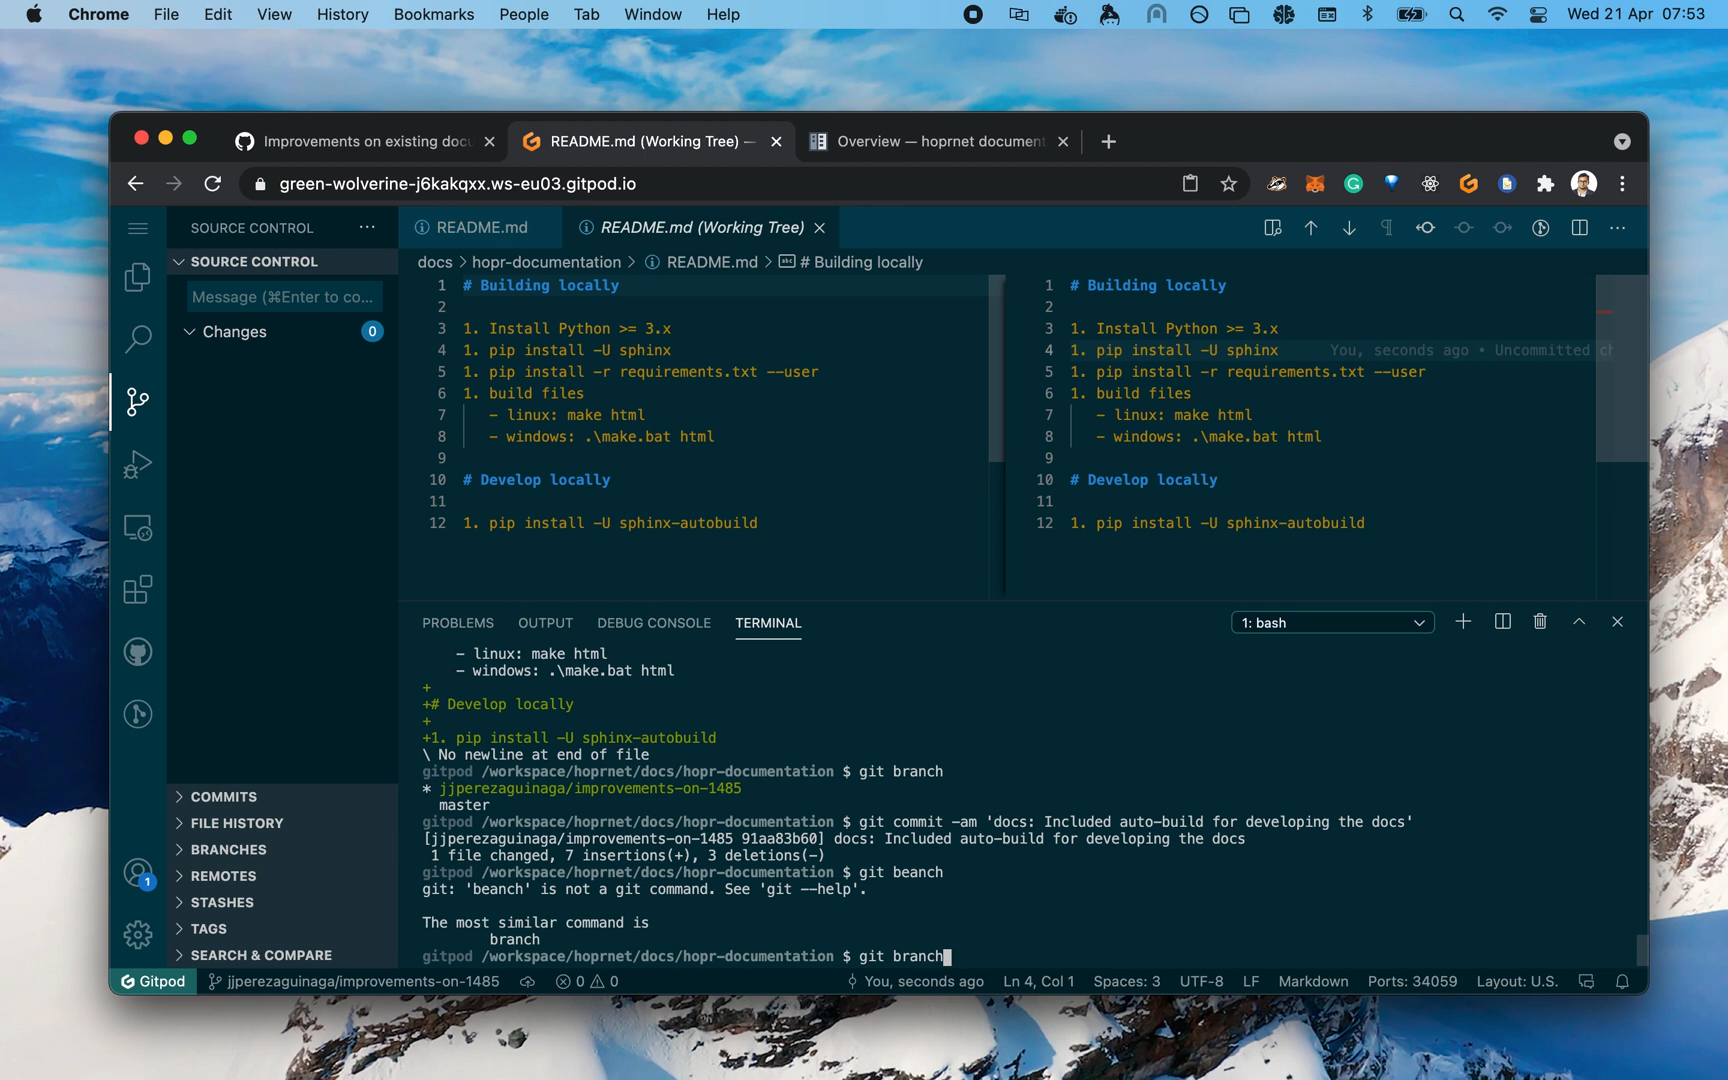 Chrome File Edit View History Bookmarks People Tab Window Help Wed 21 Apr 07:53
Improvements on existing docu README.md (Working Tree) — Overview — hoprnet document
green-wolverine-j6kakqxx.ws-eu03.gitpod.io
SOURCE CONTROL
README.md README.md (Working Tree)
SOURCE CONTROL
docs > hopr-documentation > README.md > # Building locally
Message (⌘Enter to co...
Changes 0
1 # Building locally
2
3 1. Install Python >= 3.x
4 1. pip install -U sphinx
5 1. pip install -r requirements.txt --user
6 1. build files
7 - linux: make html
8 - windows: .\make.bat html
9
10 # Develop locally
11
12 1. pip install -U sphinx-autobuild
1 # Building locally
2
3 1. Install Python >= 3.x
4 1. pip install -U sphinx You, seconds ago • Uncommitted ch
5 1. pip install -r requirements.txt --user
6 1. build files
7 - linux: make html
8 - windows: .\make.bat html
9
10 # Develop locally
11
12 1. pip install -U sphinx-autobuild
PROBLEMS OUTPUT DEBUG CONSOLE TERMINAL 1: bash
- linux: make html
- windows: .\make.bat html
+
+# Develop locally
+
+1. pip install -U sphinx-autobuild
\ No newline at end of file
gitpod /workspace/hoprnet/docs/hopr-documentation $ git branch
* jjperezaguinaga/improvements-on-1485
master
gitpod /workspace/hoprnet/docs/hopr-documentation $ git commit -am 'docs: Included auto-build for developing the docs'
[jjperezaguinaga/improvements-on-1485 91aa83b60] docs: Included auto-build for developing the docs
1 file changed, 7 insertions(+), 3 deletions(-)
gitpod /workspace/hoprnet/docs/hopr-documentation $ git beanch
git: 'beanch' is not a git command. See 'git --help'.
The most similar command is
branch
gitpod /workspace/hoprnet/docs/hopr-documentation $ git branch
COMMITS
FILE HISTORY
BRANCHES
REMOTES
STASHES
TAGS
SEARCH & COMPARE
1
Gitpod jjperezaguinaga/improvements-on-1485 0 0 You, seconds ago Ln 4, Col 1 Spaces: 3 UTF-8 LF Markdown Ports: 34059 Layout: U.S.